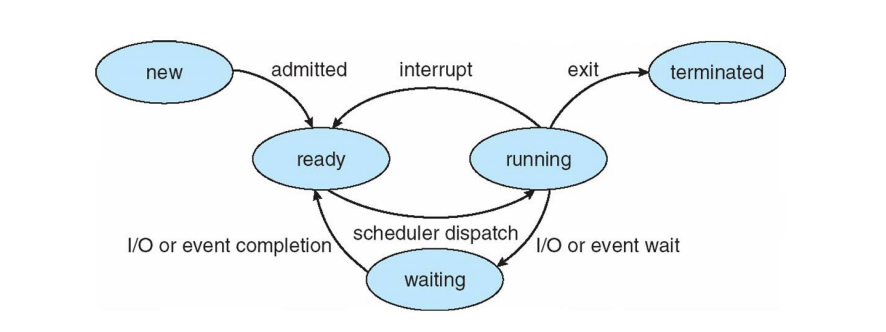 new
admitted
interrupt
exit
terminated
ready
running
I/O or event completion
scheduler dispatch
I/O or event wait
waiting